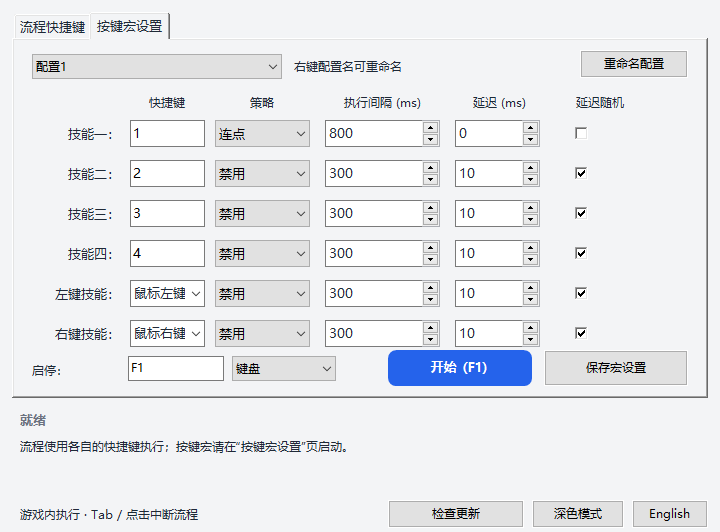 流程快捷键 按键宏设置
配置1 右键配置名可重命名 重命名配置
快捷键 策略 执行间隔 (ms) 延迟 (ms) 延迟随机
技能一: 1 连点 800 0
技能二: 2 禁用 300 10
技能三: 3 禁用 300 10
技能四: 4 禁用 300 10
左键技能: 鼠标左键 禁用 300 10
右键技能: 鼠标右键 禁用 300 10
启停: F1 键盘 开始（F1） 保存宏设置
就绪
流程使用各自的快捷键执行；按键宏请在“按键宏设置”页启动。
游戏内执行 · Tab / 点击中断流程 检查更新 深色模式 English